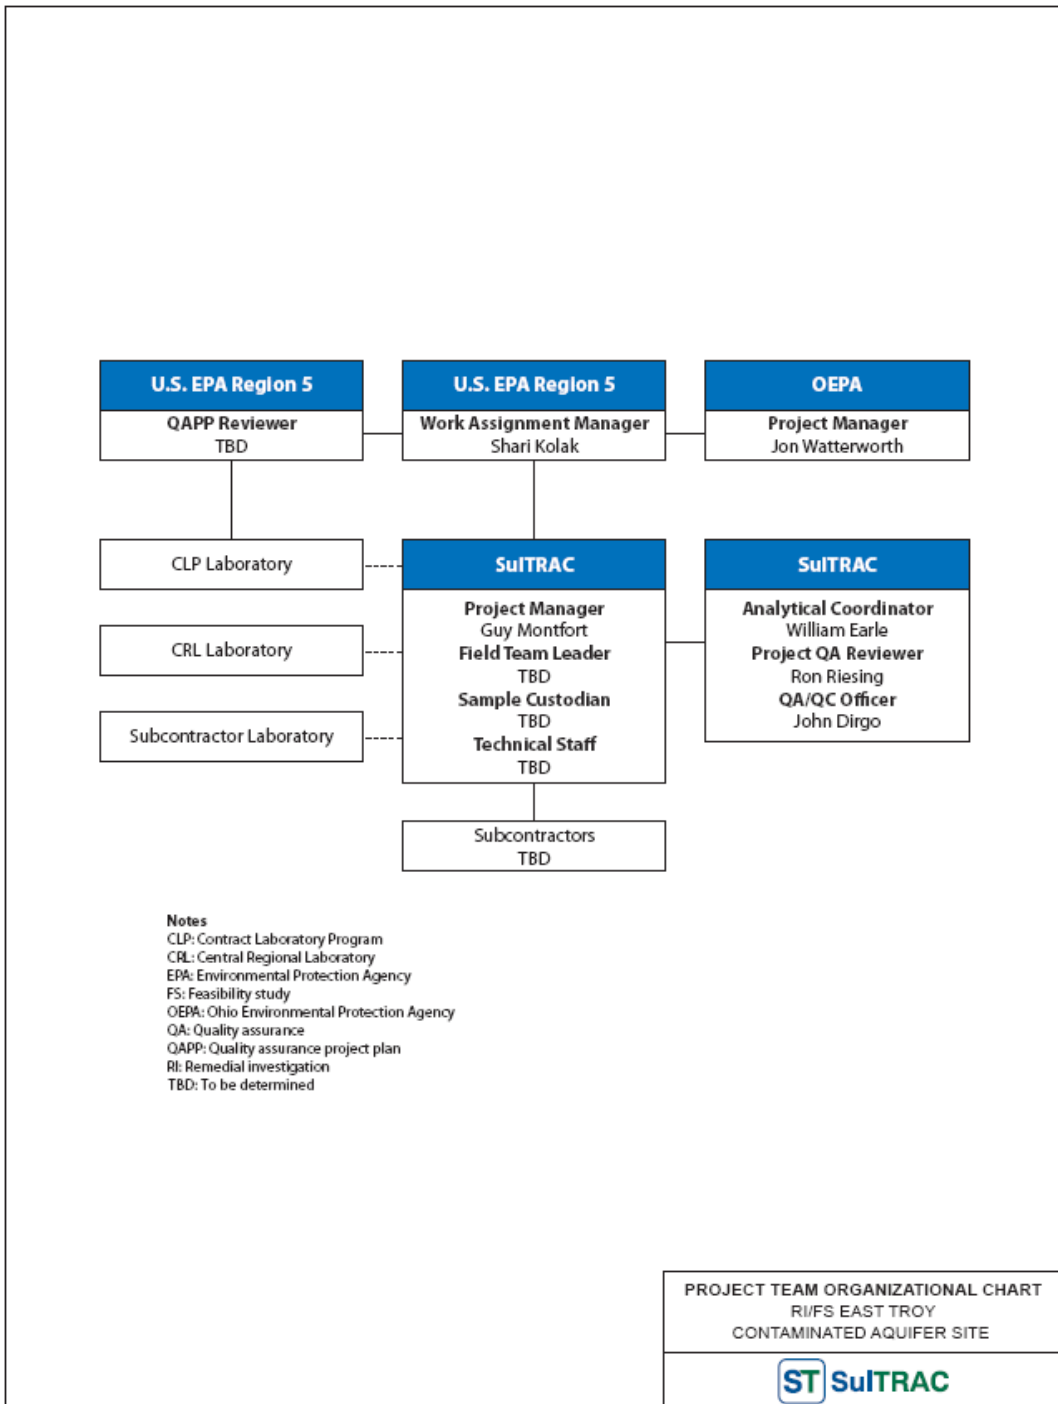 U.S. EPA Region 5
QAPP Reviewer
TBD
U.S. EPA Region 5
Work Assignment Manager
Shari Kolak
OEPA
Project Manager
Jon Watterworth
CLP Laboratory
CRL Laboratory
Subcontractor Laboratory
SulTRAC
Project Manager
Guy Montfort
Field Team Leader
TBD
Sample Custodian
TBD
Technical Staff
TBD
SulTRAC
Analytical Coordinator
William Earle
Project QA Reviewer
Ron Riesing
QA/QC Officer
John Dirgo
Subcontractors
TBD
Notes
CLP: Contract Laboratory Program
CRL: Central Regional Laboratory
EPA: Environmental Protection Agency
FS: Feasibility study
OEPA: Ohio Environmental Protection Agency
QA: Quality assurance
QAPP: Quality assurance project plan
RI: Remedial investigation
TBD: To be determined
PROJECT TEAM ORGANIZATIONAL CHART
RI/FS EAST TROY
CONTAMINATED AQUIFER SITE
ST SulTRAC